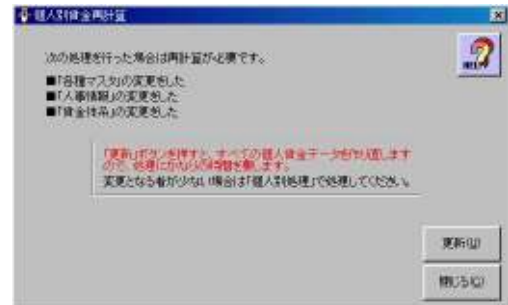 個人別賃金再計算
次の処理を行った場合は再計算が必要です。
■「各種マスタ」の変更をした
■「人事情報」の変更をした
■「賃金体系」の変更をした
HELP
「更新」ボタンを押すと、すべての個人賃金データを作り直します
ので、処理にかなりの時間を要します。
変更となる者が少ない場合は「個人別処理」で処理してください。
更新(U)
閉じる(C)